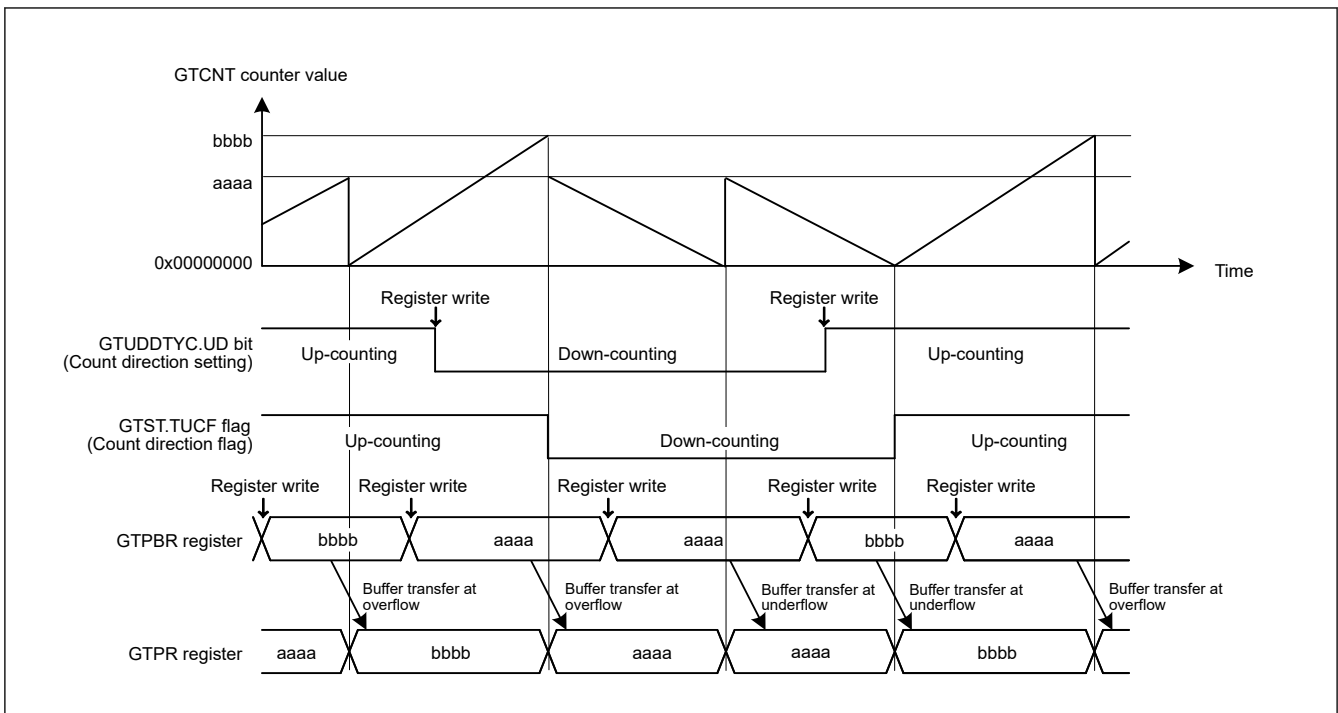 GTCNT counter value
bbbb
aaaa
0x00000000
Time
Register write
Register write
GTUDDTYC.UD bit
(Count direction setting)
Up-counting
Down-counting
Up-counting
GTST.TUCF flag
(Count direction flag)
Up-counting
Down-counting
Up-counting
Register write
Register write
Register write
Register write
Register write
GTPBR register
bbbb
aaaa
aaaa
bbbb
aaaa
Buffer transfer at
overflow
Buffer transfer at
overflow
Buffer transfer at
underflow
Buffer transfer at
underflow
Buffer transfer at
overflow
GTPR register
aaaa
bbbb
aaaa
aaaa
bbbb